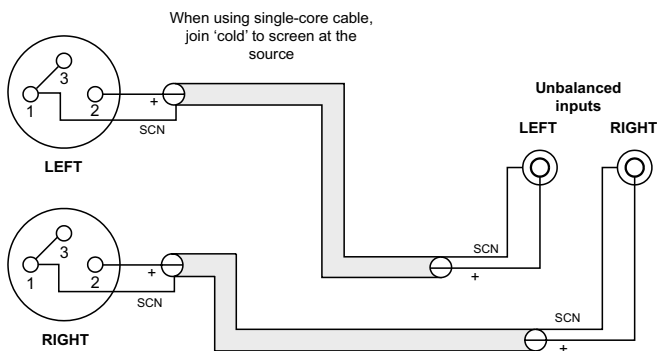 When using single-core cable,
join ‘cold’ to screen at the
source
3
1
2
+
SCN
LEFT
Unbalanced
inputs
LEFT
RIGHT
SCN
+
3
1
2
+
SCN
RIGHT
SCN
+